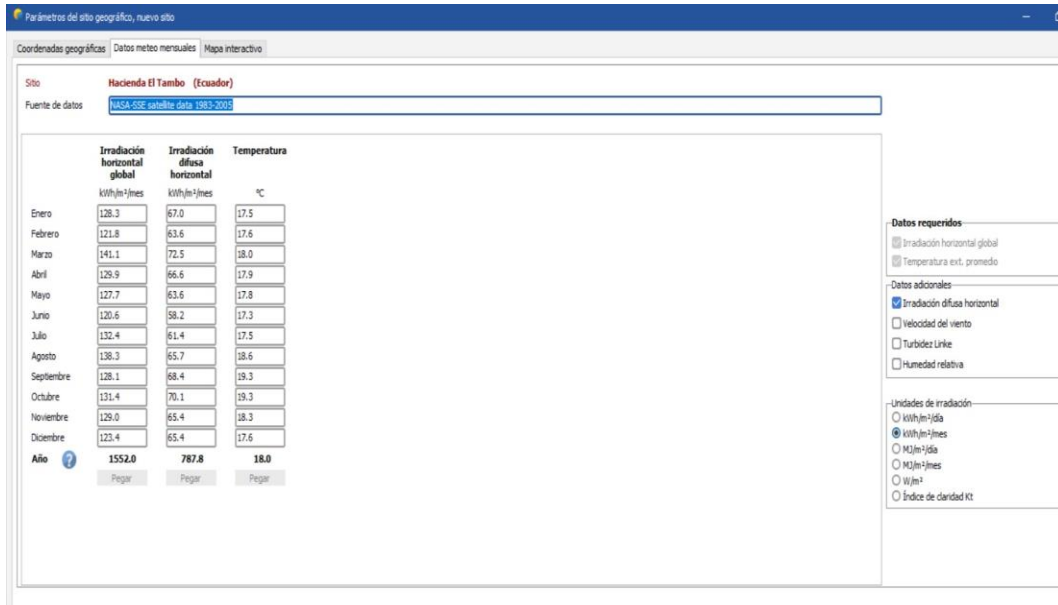 Parámetros del sitio geográfico, nuevo sitio
Coordenadas geográficas Datos meteo mensuales Mapa interactivo
Sitio Hacienda El Tambo (Ecuador)
Fuente de datos NASA-SSE satellite data 1983-2005
Irradiación horizontal global Irradiación difusa horizontal Temperatura
kWh/m²/mes kWh/m²/mes ºC
Enero 128.3 67.0 17.5
Febrero 121.8 63.6 17.6
Marzo 141.1 72.5 18.0
Abril 129.9 66.6 17.9
Mayo 127.7 63.6 17.8
Junio 120.6 58.2 17.3
Julio 132.4 61.4 17.5
Agosto 138.3 65.7 18.6
Septiembre 128.1 68.4 19.3
Octubre 131.4 70.1 19.3
Noviembre 129.0 65.4 18.3
Diciembre 123.4 65.4 17.6
Año ? 1552.0 787.8 18.0
Pegar Pegar Pegar
Datos requeridos
Irradiación horizontal global
Temperatura ext. promedio
Datos adicionales
Irradiación difusa horizontal
Velocidad del viento
Turbidez Linke
Humedad relativa
Unidades de irradiación
kWh/m²/día
kWh/m²/mes
MJ/m²/día
MJ/m²/mes
W/m²
Índice de claridad Kt